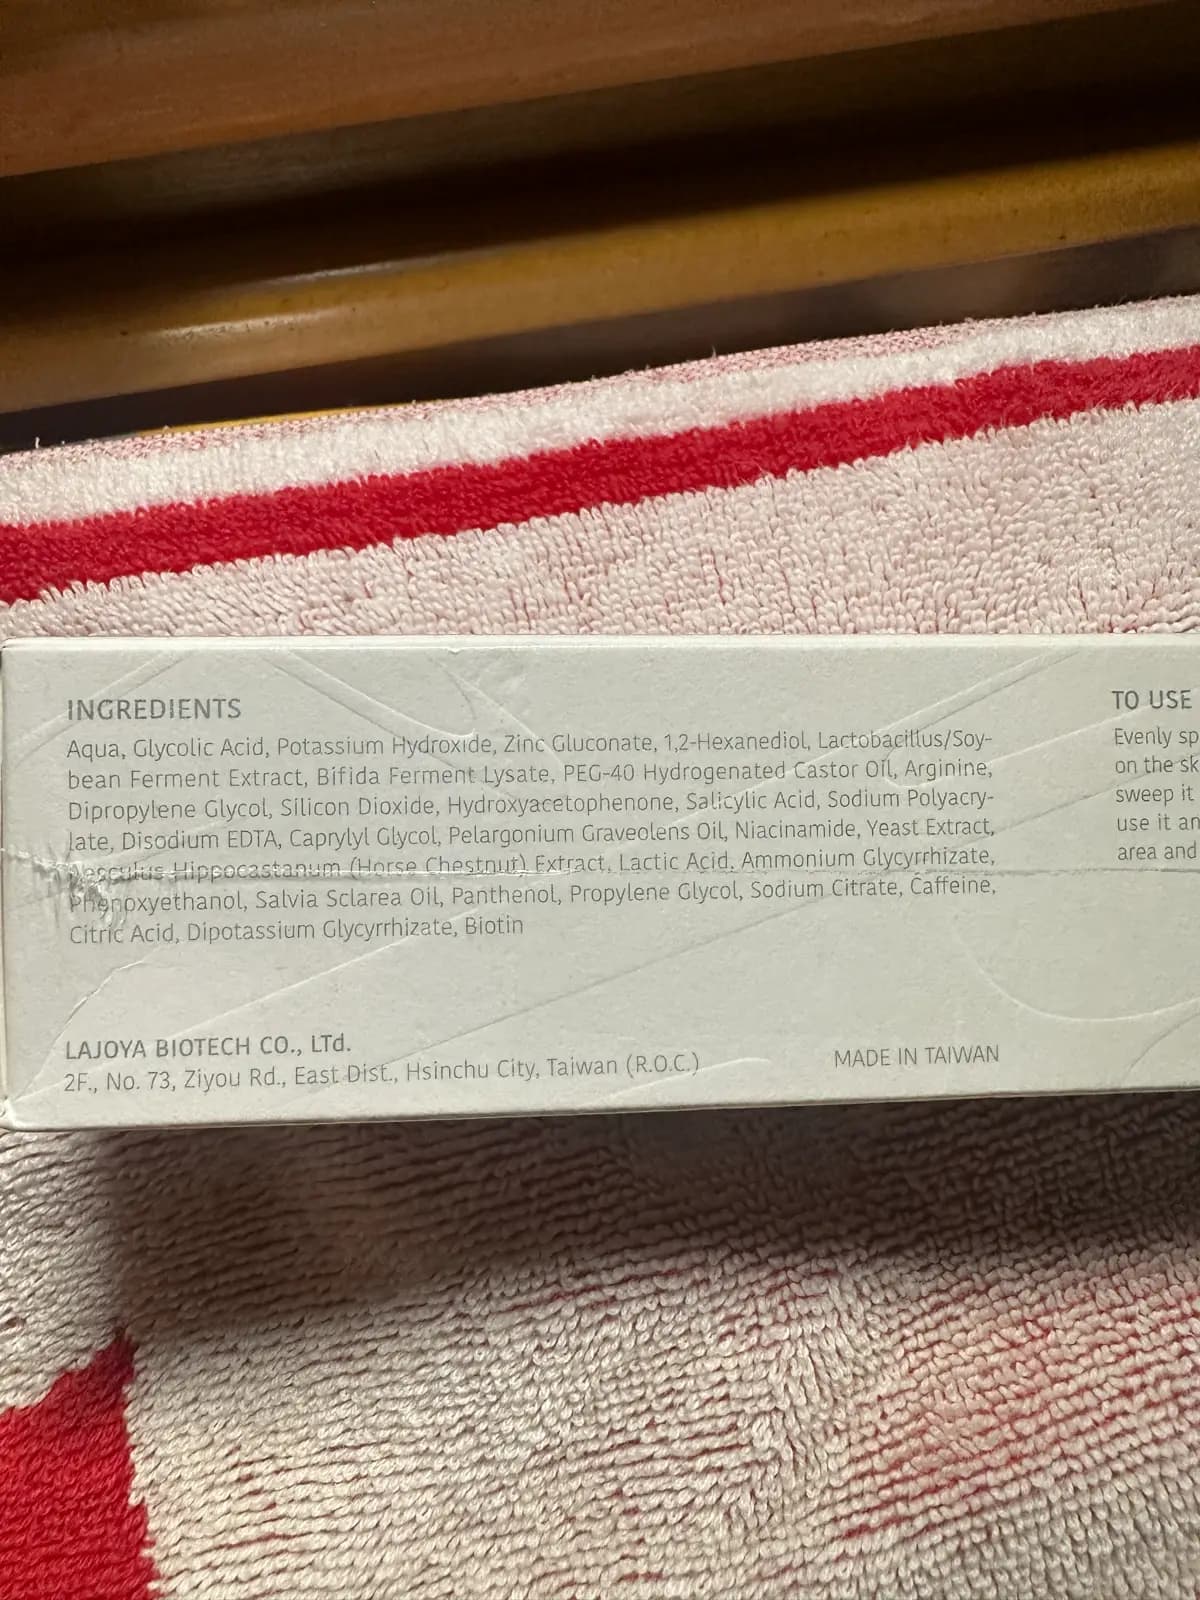 INGREDIENTS
Aqua, Glycolic Acid, Potassium Hydroxide, Zinc Gluconate, 1,2-Hexanediol, Lactobacillus/Soy-
bean Ferment Extract, Bifida Ferment Lysate, PEG-40 Hydrogenated Castor OIl, Arginine,
Dipropylene Glycol, Silicon Dioxide, Hydroxyacetophenone, Salicylic Acid, Sodium Polyacry-
late, Disodium EDTA, Caprylyl Glycol, Pelargonium Graveolens Oil, Niacinamide, Yeast Extract,
Aesculus Hippocastanum (Horse Chestnut) Extract, Lactic Acid, Ammonium Glycyrrhizate,
Phenoxyethanol, Salvia Sclarea Oil, Panthenol, Propylene Glycol, Sodium Citrate, Caffeine,
Citric Acid, Dipotassium Glycyrrhizate, Biotin
LAJOYA BIOTECH CO., LTd.
2F., No. 73, Ziyou Rd., East Dist., Hsinchu City, Taiwan (R.O.C.)
MADE IN TAIWAN
TO USE
Evenly sp
on the sk
sweep it
use it an
area and